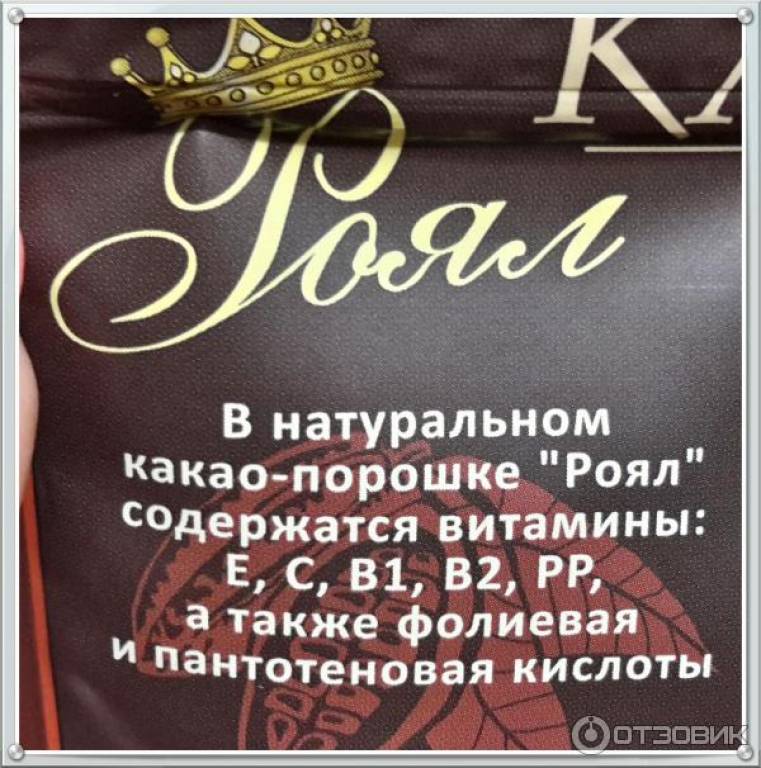 Роял
В натуральном
какао-порошке "Роял"
содержатся витамины:
Е, С, В1, В2, РР,
а также фолиевая
и пантотеновая кислоты
ОТЗОВИК